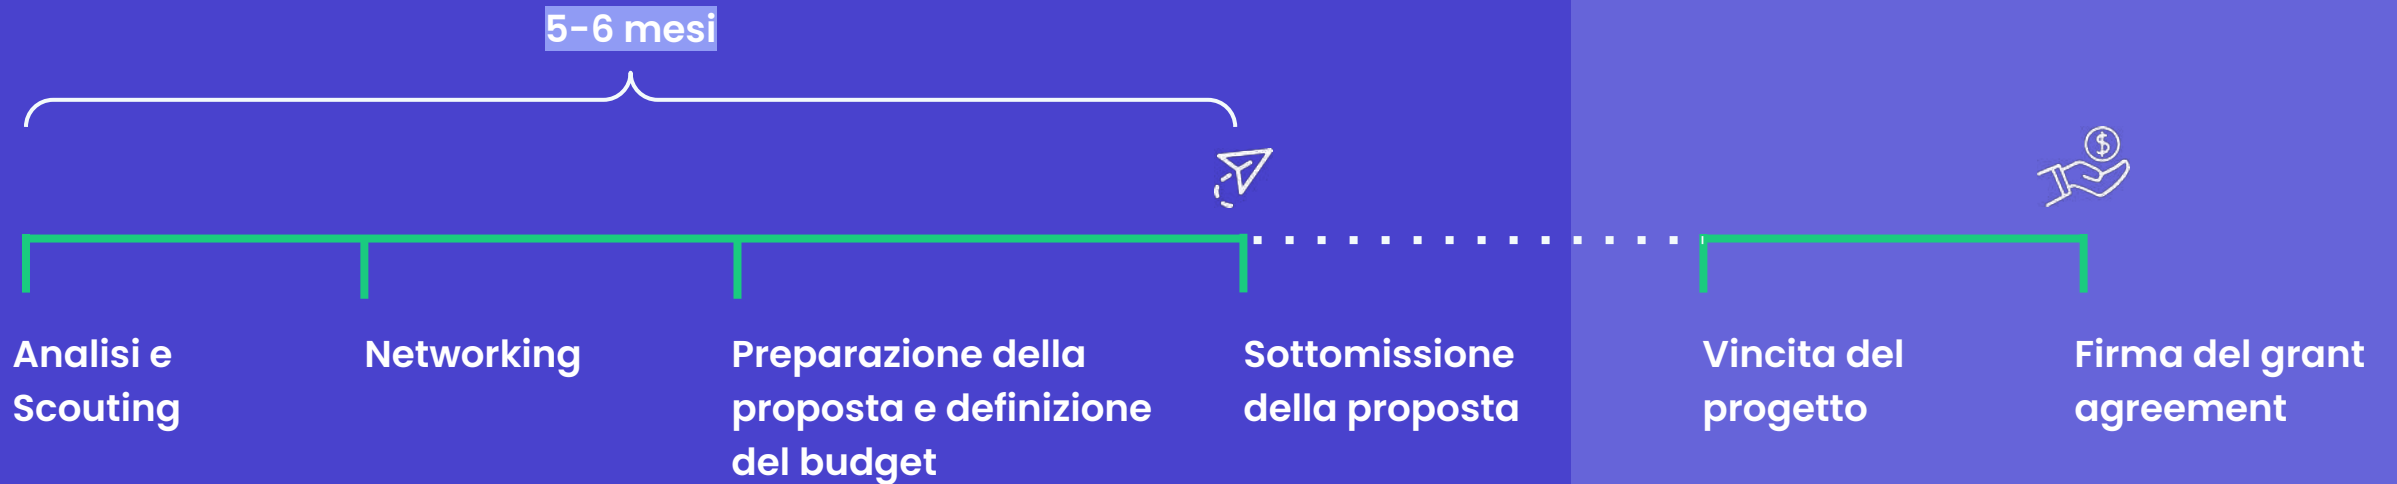 5-6 mesi
$
Analisi e
Scouting
Networking
Preparazione della
proposta e definizione
del budget
Sottomissione
della proposta
Vincita del
progetto
Firma del grant
agreement